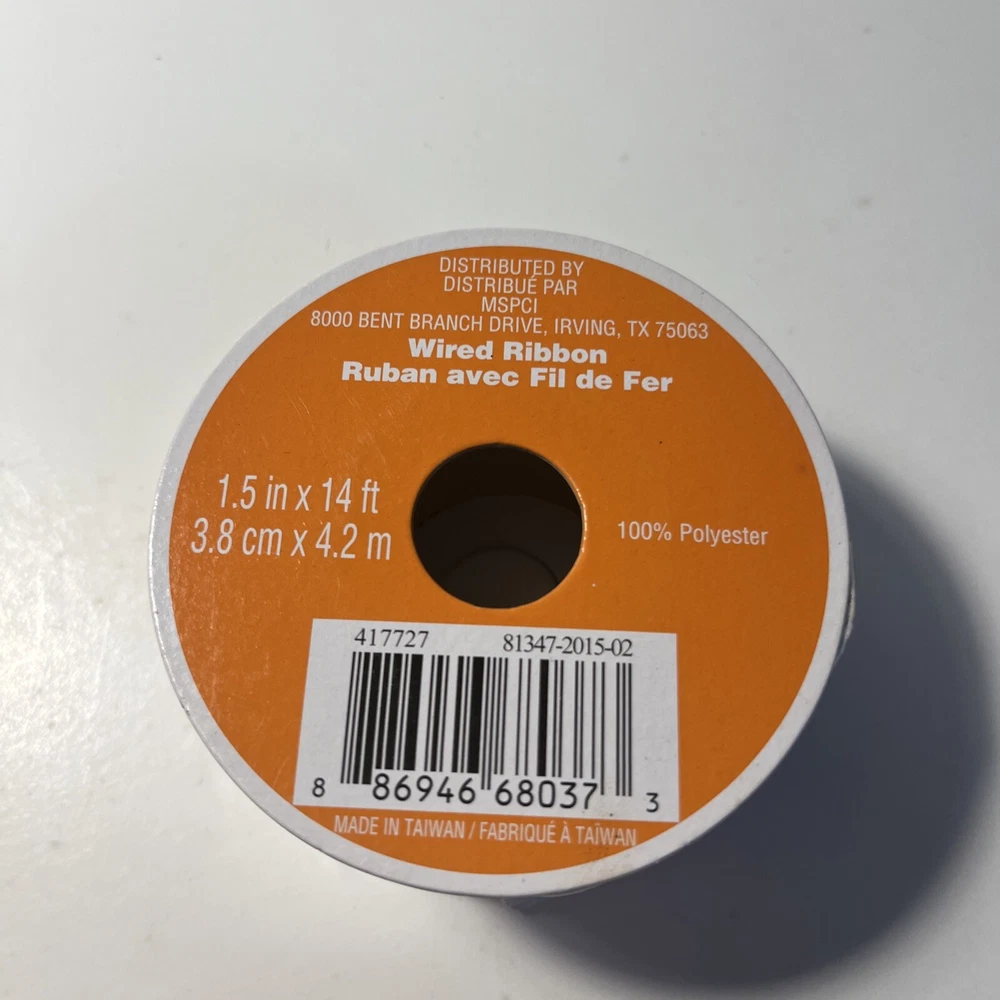 DISTRIBUTED BY
DISTRIBUÉ PAR
MSPCI
8000 BENT BRANCH DRIVE, IRVING, TX 75063
Wired Ribbon
Ruban avec Fil de Fer
1.5 in x 14 ft
3.8 cm x 4.2 m
100% Polyester
417727 81347-2015-02
8 86946 68037 3
MADE IN TAIWAN / FABRIQUÉ À TAÏWAN